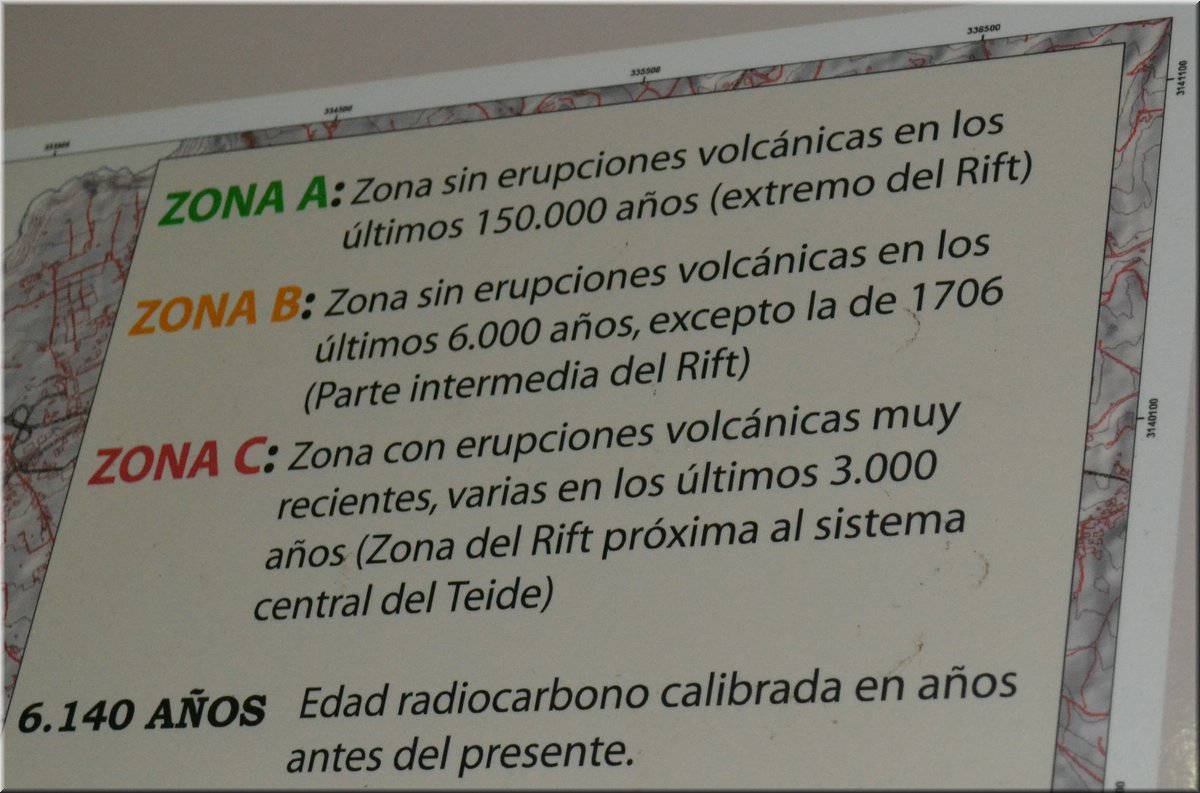 334500
335500
336500
3141100
ZONA A: Zona sin erupciones volcánicas en los
últimos 150.000 años (extremo del Rift)
ZONA B: Zona sin erupciones volcánicas en los
últimos 6.000 años, excepto la de 1706
(Parte intermedia del Rift)
3140100
ZONA C: Zona con erupciones volcánicas muy
recientes, varias en los últimos 3.000
años (Zona del Rift próxima al sistema
central del Teide)
6.140 AÑOS Edad radiocarbono calibrada en años
antes del presente.